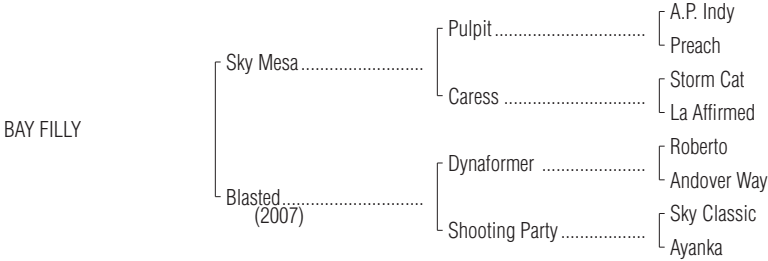 A.P. Indy
Pulpit..............................
Preach
Sky Mesa........................
Storm Cat
Caress ............................
La Affirmed
BAY FILLY
Roberto
Dynaformer .....................
Andover Way
Blasted............................
(2007)
Sky Classic
Shooting Party.................
Ayanka